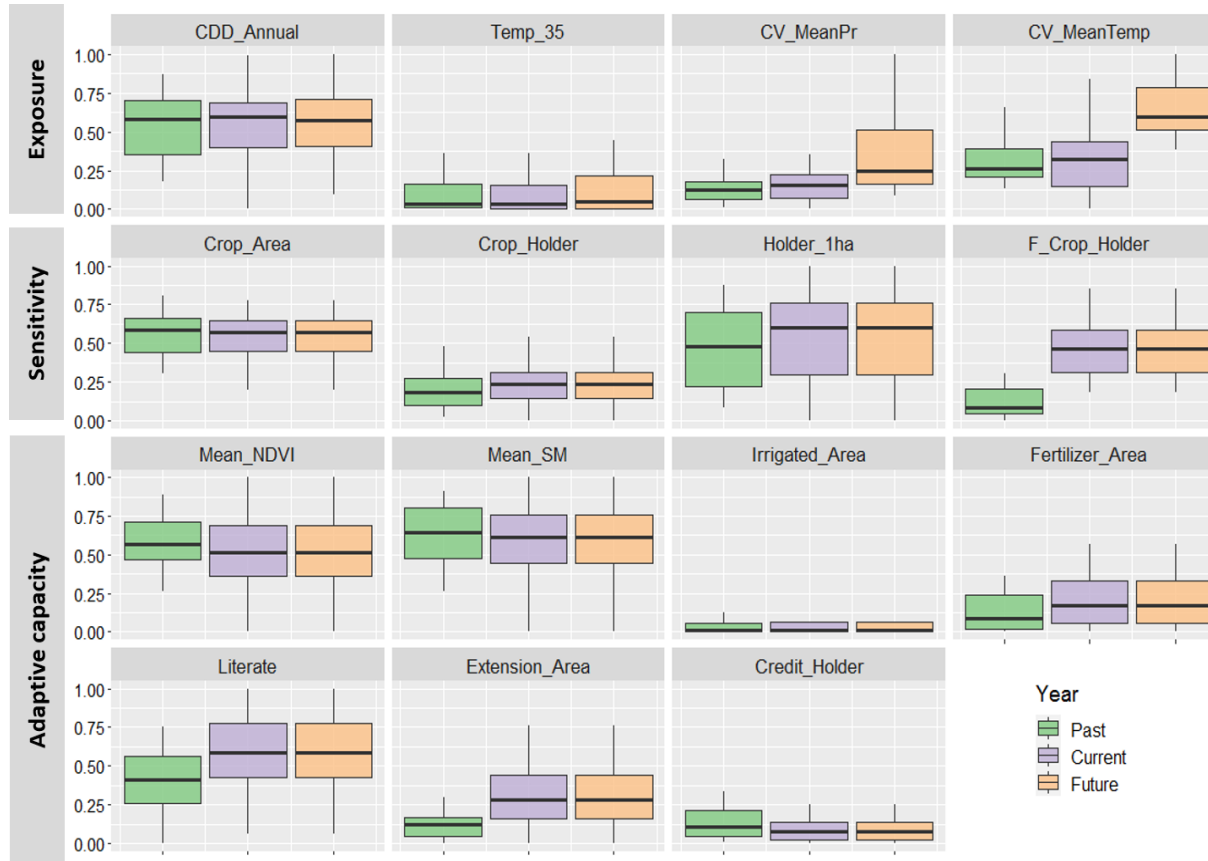 Exposure
CDD_Annual Temp_35 CV_MeanPr CV_MeanTemp
1.00
0.75
0.50
0.25
0.00
Sensitivity
Crop_Area Crop_Holder Holder_1ha F_Crop_Holder
1.00
0.75
0.50
0.25
0.00
Adaptive capacity
Mean_NDVI Mean_SM Irrigated_Area Fertilizer_Area
1.00
0.75
0.50
0.25
0.00
Literate Extension_Area Credit_Holder
1.00
0.75
0.50
0.25
0.00
Year
Past
Current
Future